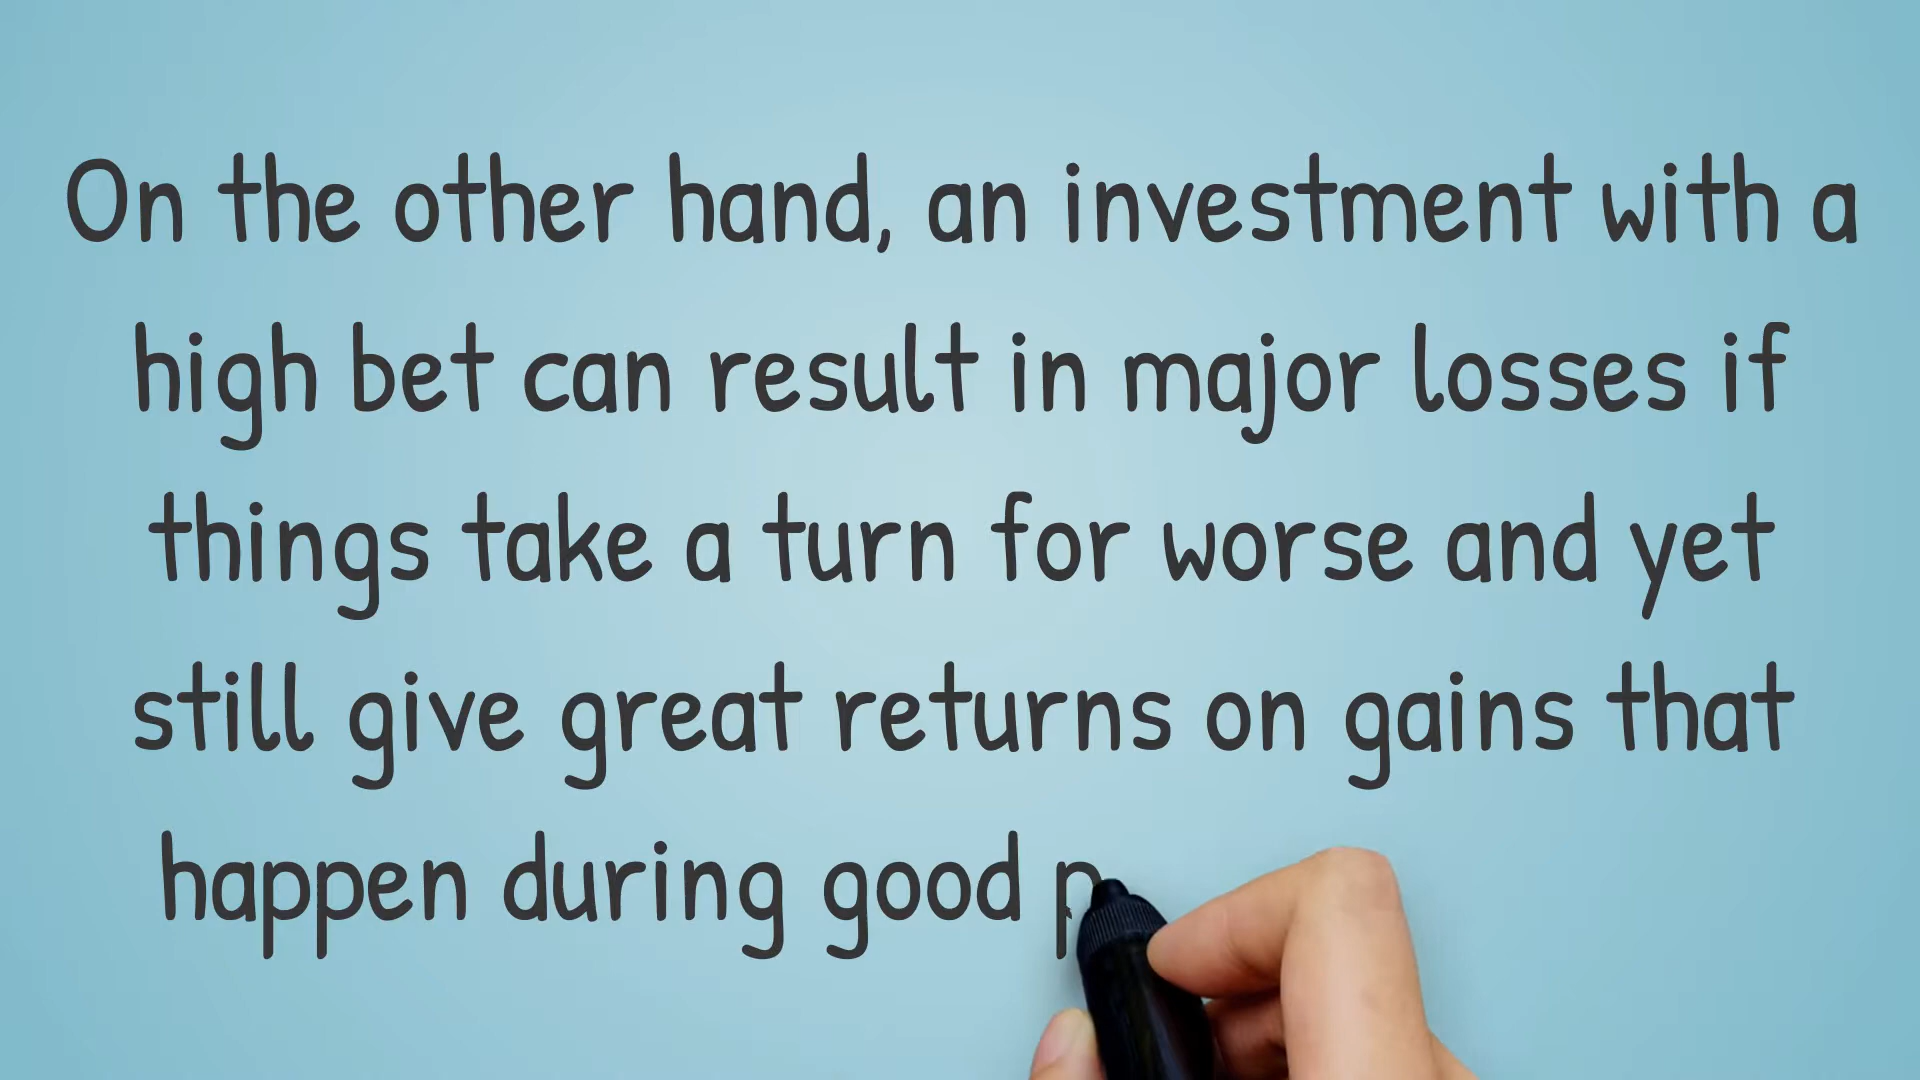 On the other hand, an investment with a
high bet can result in major losses if
things take a turn for worse and yet
still give great returns on gains that
happen during good p